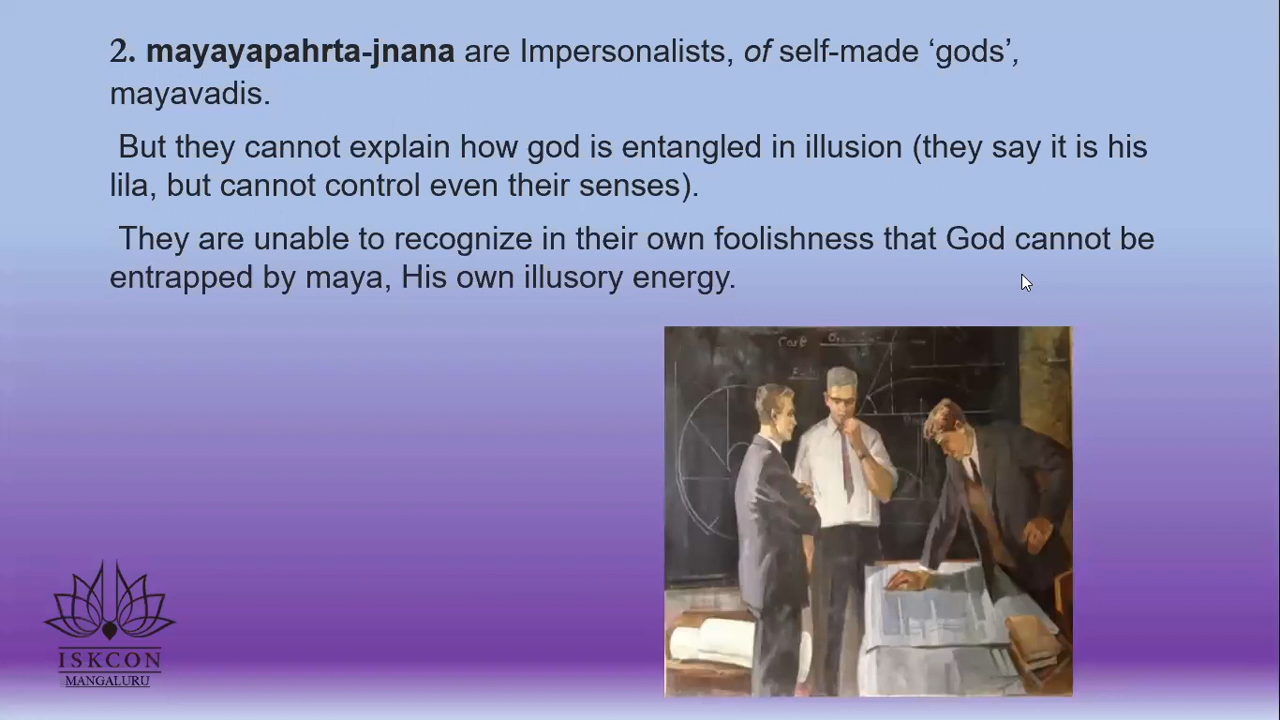 2. mayayapahrta-jnana are Impersonalists, of self-made ‘gods’,
mayavadis.
But they cannot explain how god is entangled in illusion (they say it is his
lila, but cannot control even their senses).
They are unable to recognize in their own foolishness that God cannot be
entrapped by maya, His own illusory energy.
ISKCON
MANGALURU